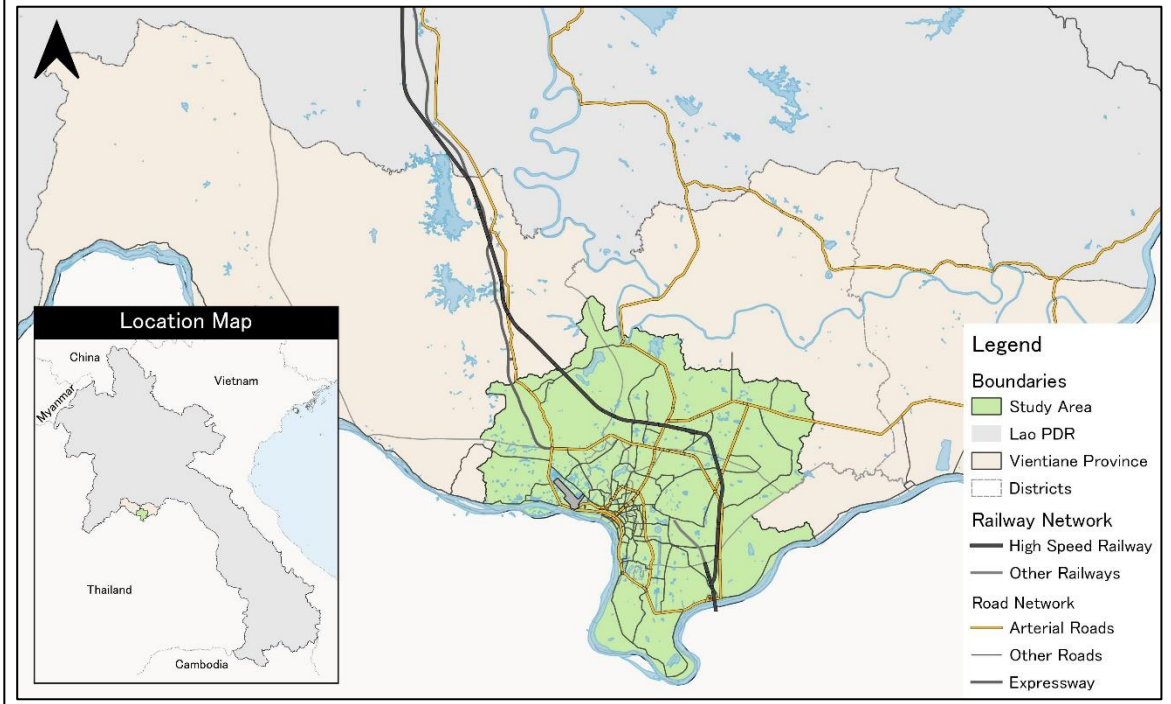 Location Map
China
Vietnam
Myanmar
Thailand
Cambodia
Legend
Boundaries
Study Area
Lao PDR
Vientiane Province
Districts
Railway Network
High Speed Railway
Other Railways
Road Network
Arterial Roads
Other Roads
Expressway